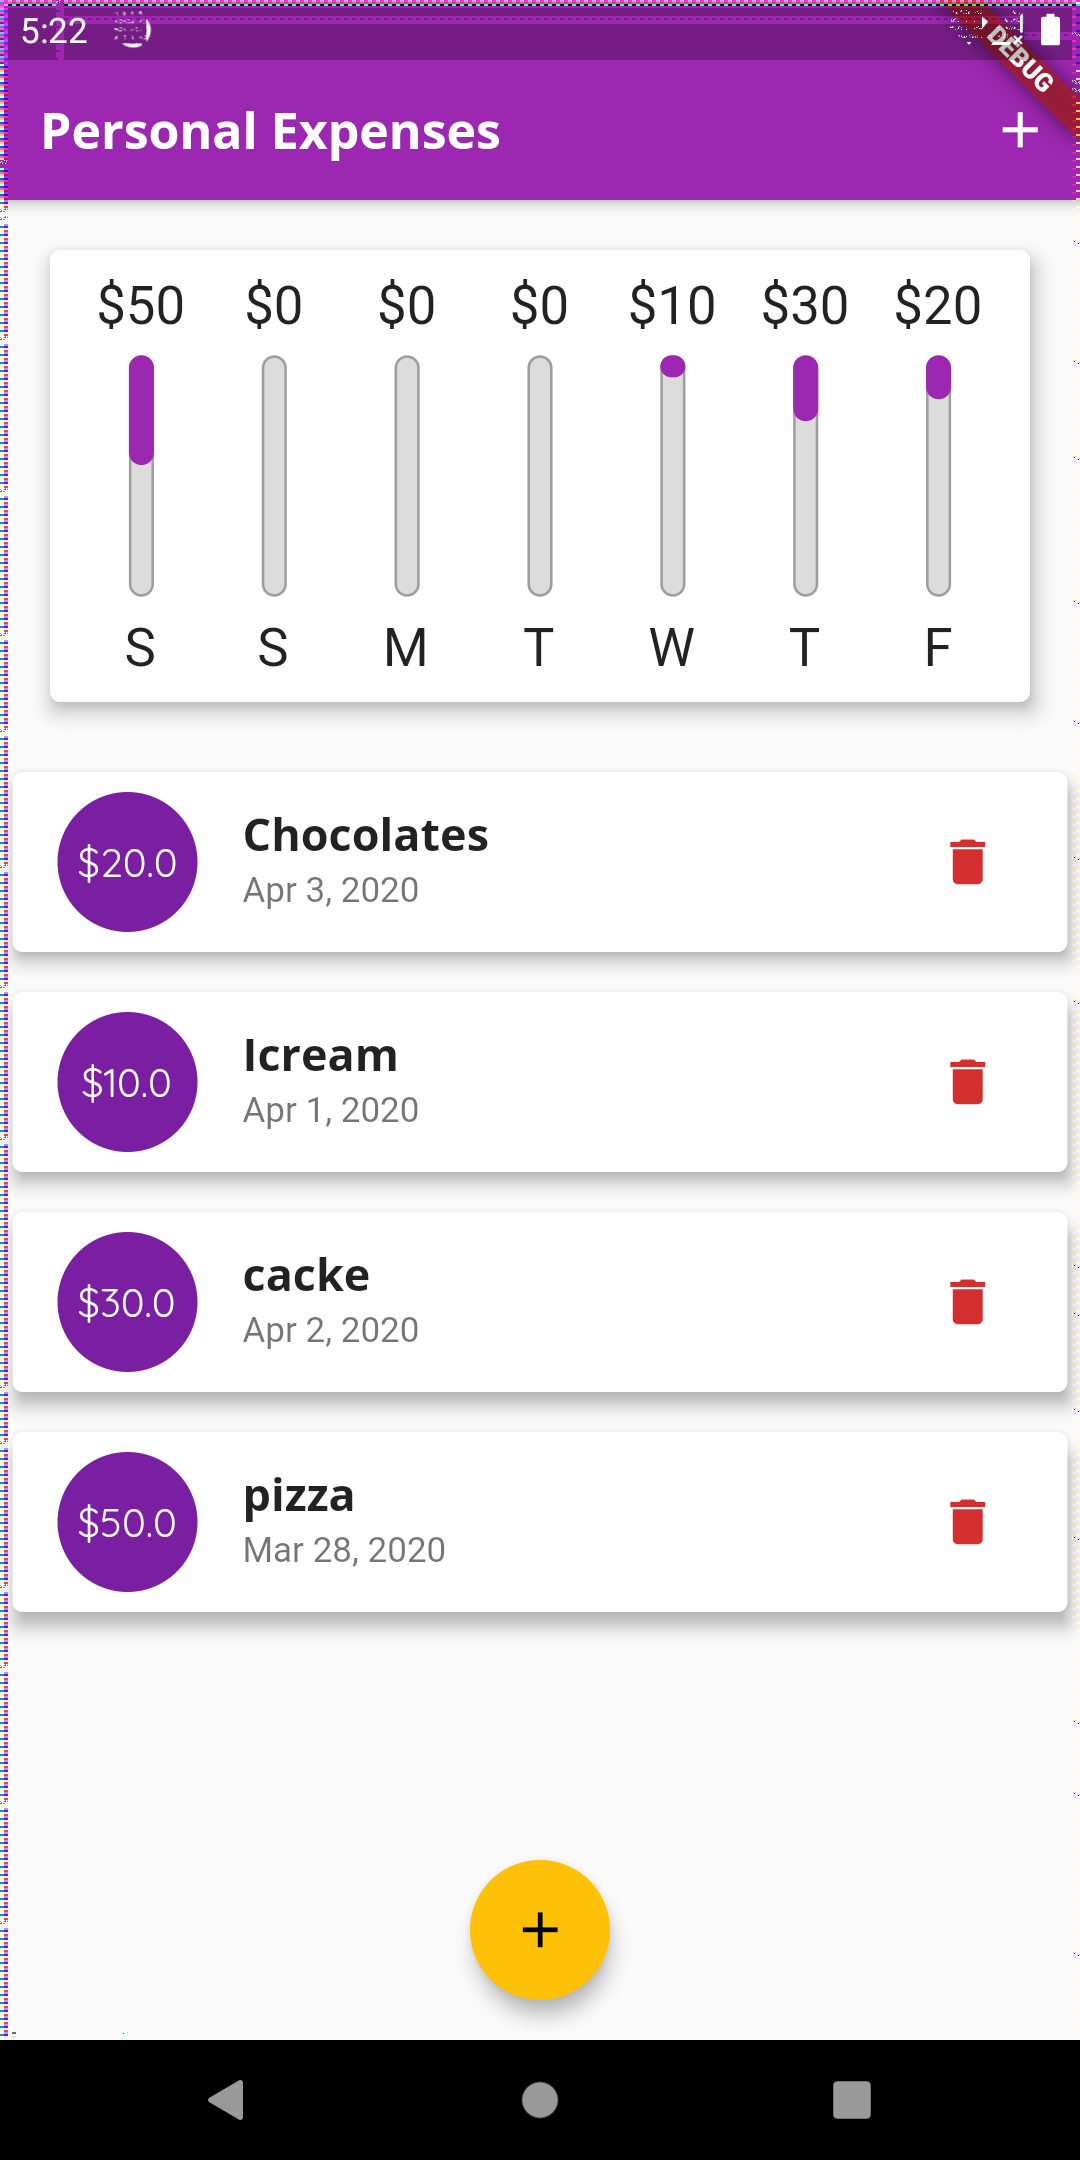 5:22
DEBUG
Personal Expenses
$50 $0 $0 $0 $10 $30 $20
S S M T W T F
$20.0
Chocolates
Apr 3, 2020
$10.0
Icream
Apr 1, 2020
$30.0
cacke
Apr 2, 2020
$50.0
pizza
Mar 28, 2020